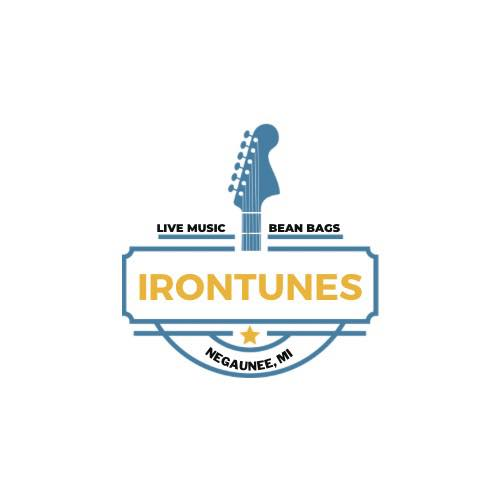 LIVE MUSIC BEAN BAGS
IRONTUNES
NEGAUNEE, MI